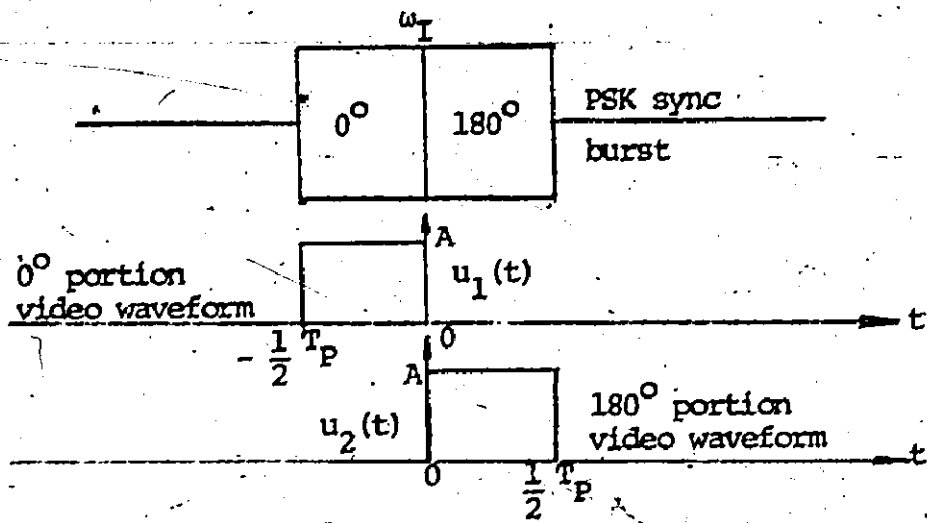 ω_I
0° 180° PSK sync
burst
A
0° portion
video waveform
u_1(t)
- 1/2 T_P
0
t
A
180° portion
video waveform
u_2(t)
0
1/2 T_P
t